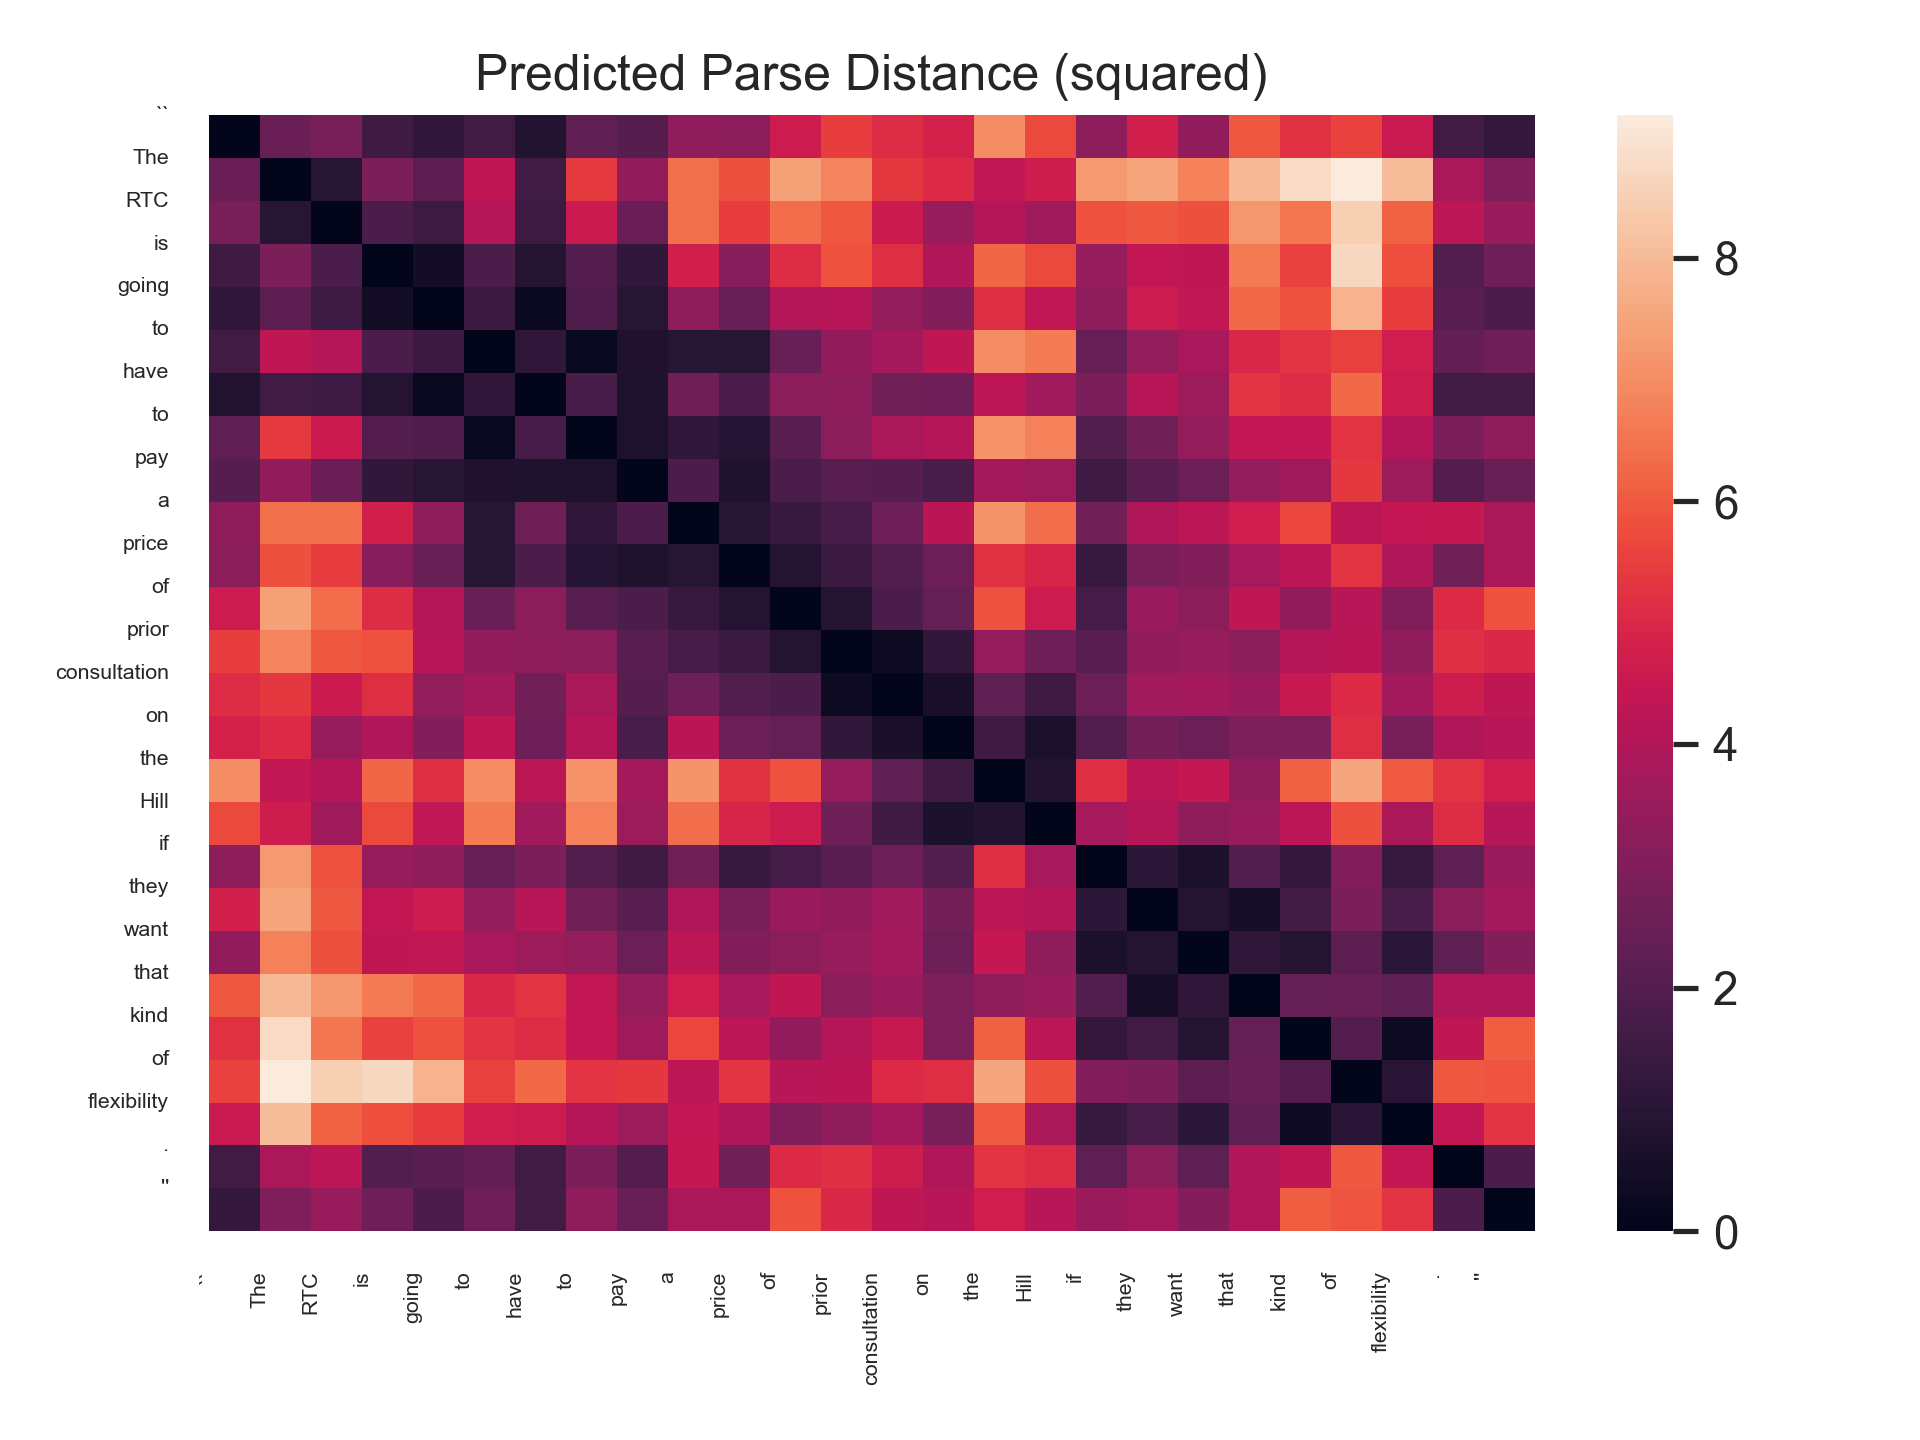 Predicted Parse Distance (squared)
``
The
RTC
is
going
to
have
to
pay
a
price
of
prior
consultation
on
the
Hill
if
they
want
that
kind
of
flexibility
.
''
8
6
4
2
0
``
The
RTC
is
going
to
have
to
pay
a
price
of
prior
consultation
on
the
Hill
if
they
want
that
kind
of
flexibility
.
''